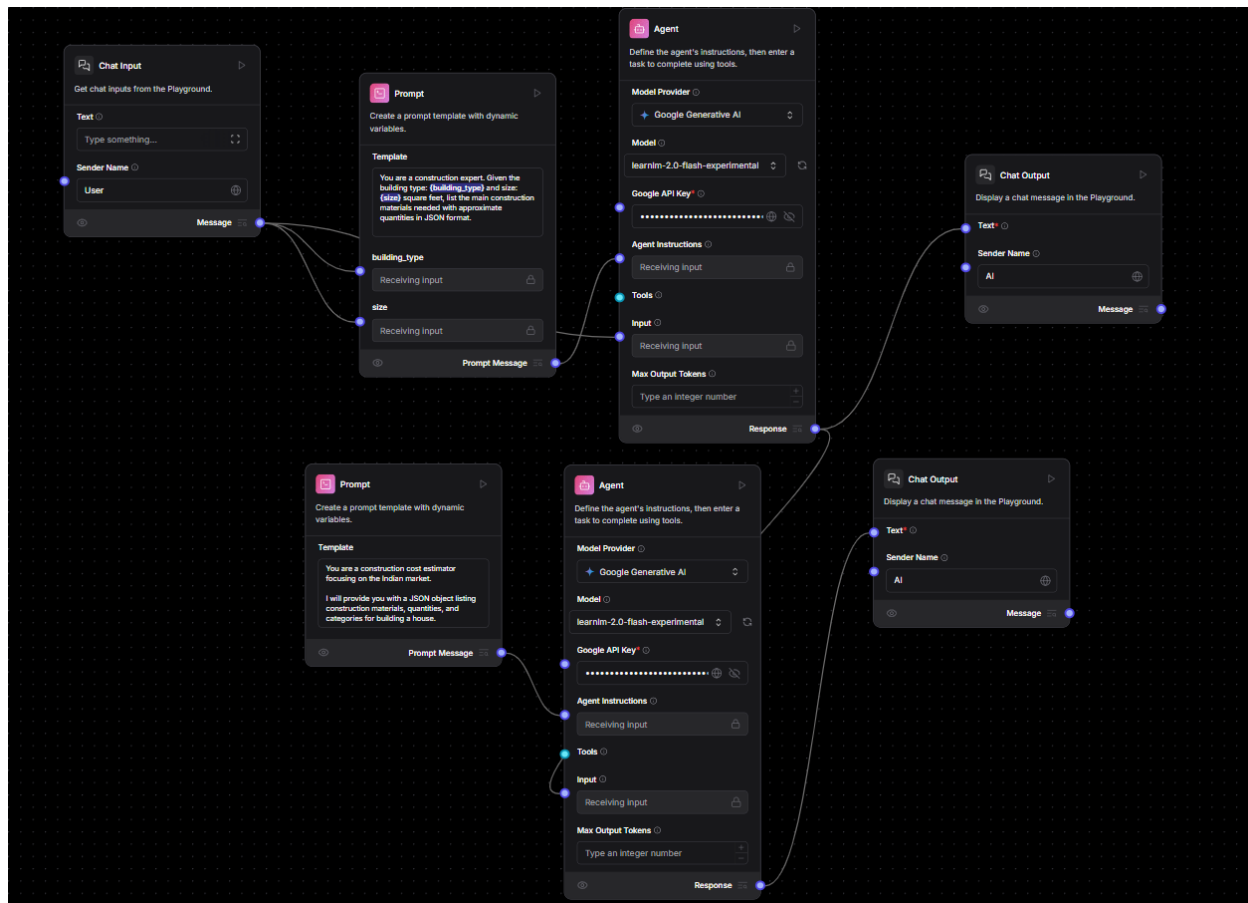 Chat Input
Get chat inputs from the Playground.
Text
Type something...
Sender Name
User
Message
Prompt
Create a prompt template with dynamic
variables.
Template
You are a construction expert. Given the
building type: {building_type} and size:
{size} square feet, list the main construction
materials needed with approximate
quantities in JSON format.
building_type
Receiving input
size
Receiving input
Prompt Message
Agent
Define the agent's instructions, then enter a
task to complete using tools.
Model Provider
Google Generative AI
Model
learnlm-2.0-flash-experimental
Google API Key*
Agent Instructions
Receiving input
Tools
Input
Receiving input
Max Output Tokens
Type an integer number
Response
Chat Output
Display a chat message in the Playground.
Text*
Sender Name
AI
Message
Prompt
Create a prompt template with dynamic
variables.
Template
You are a construction cost estimator
focusing on the Indian market.
I will provide you with a JSON object listing
construction materials, quantities, and
categories for building a house.
Prompt Message
Agent
Define the agent's instructions, then enter a
task to complete using tools.
Model Provider
Google Generative AI
Model
learnlm-2.0-flash-experimental
Google API Key*
Agent Instructions
Receiving input
Tools
Input
Receiving input
Max Output Tokens
Type an integer number
Response
Chat Output
Display a chat message in the Playground.
Text*
Sender Name
AI
Message